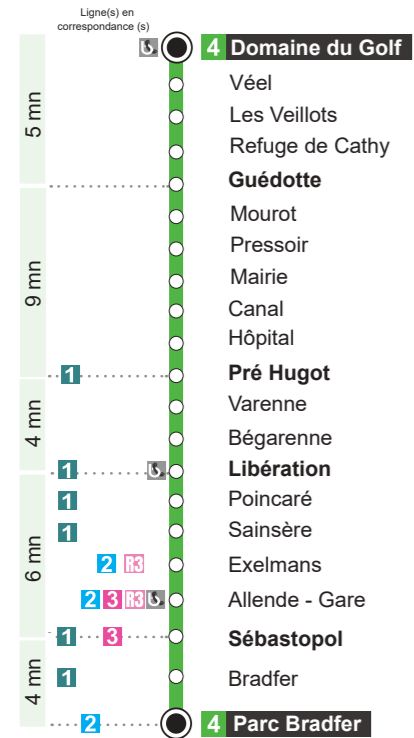 Ligne(s) en
correspondance (s)
4 Domaine du Golf
Véel
Les Veillots
Refuge de Cathy
5 mn
Guédotte
Mourot
Pressoir
Mairie
Canal
Hôpital
9 mn
1 Pré Hugot
Varenne
Bégarenne
4 mn
1 Libération
1 Poincaré
1 Sainsère
2 R3 Exelmans
2 3 R3 Allende - Gare
6 mn
1 3 Sébastopol
1 Bradfer
4 mn
2 4 Parc Bradfer